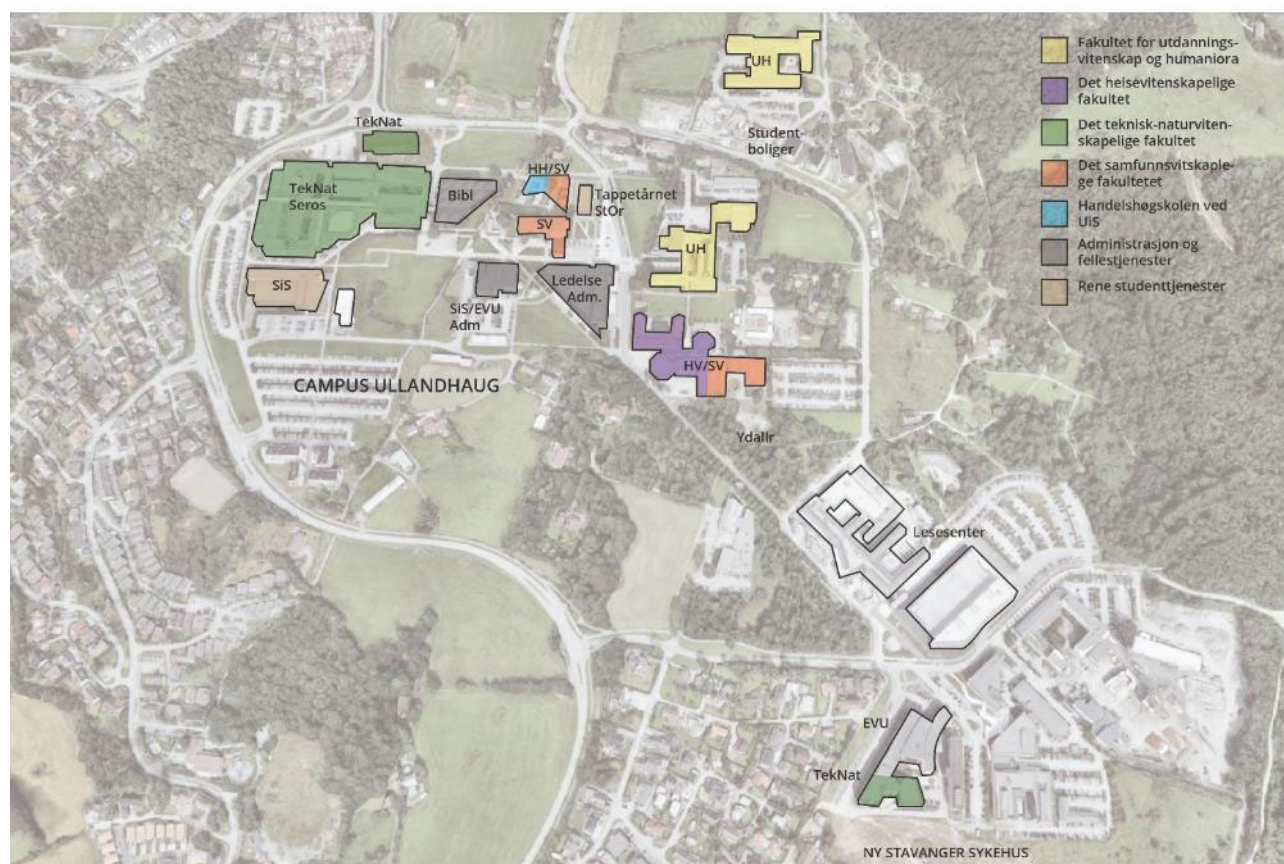 UH
Fakultet for utdannings-
vitenskap og humaniora
Det helsevitenskapelige
fakultet
Det teknisk-naturviten-
skapelige fakultet
Det samfunnsvitskaple-
ge fakultetet
Handelshøgskolen ved
UiS
Administrasjon og
fellestjenester
Rene studenttjenester
TekNat
Student-
boliger
TekNat
Seros
Bibl
HH/SV
Tappetårnet
StOr
SV
UH
SiS
SiS/EVU
Adm
Ledelse
Adm.
HV/SV
CAMPUS ULLANDHAUG
Ydalir
Lesesenter
EVU
TekNat
NY STAVANGER SYKEHUS